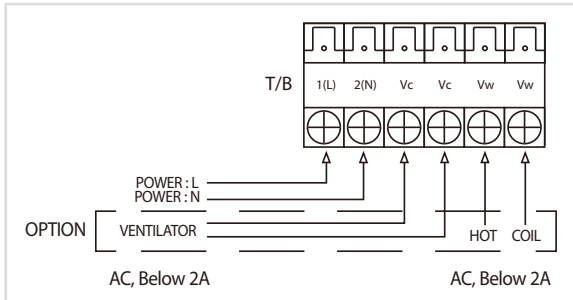 T/B 1(L) 2(N) Vc Vc Vw Vw
POWER : L
POWER : N
OPTION VENTILATOR HOT COIL
AC, Below 2A AC, Below 2A